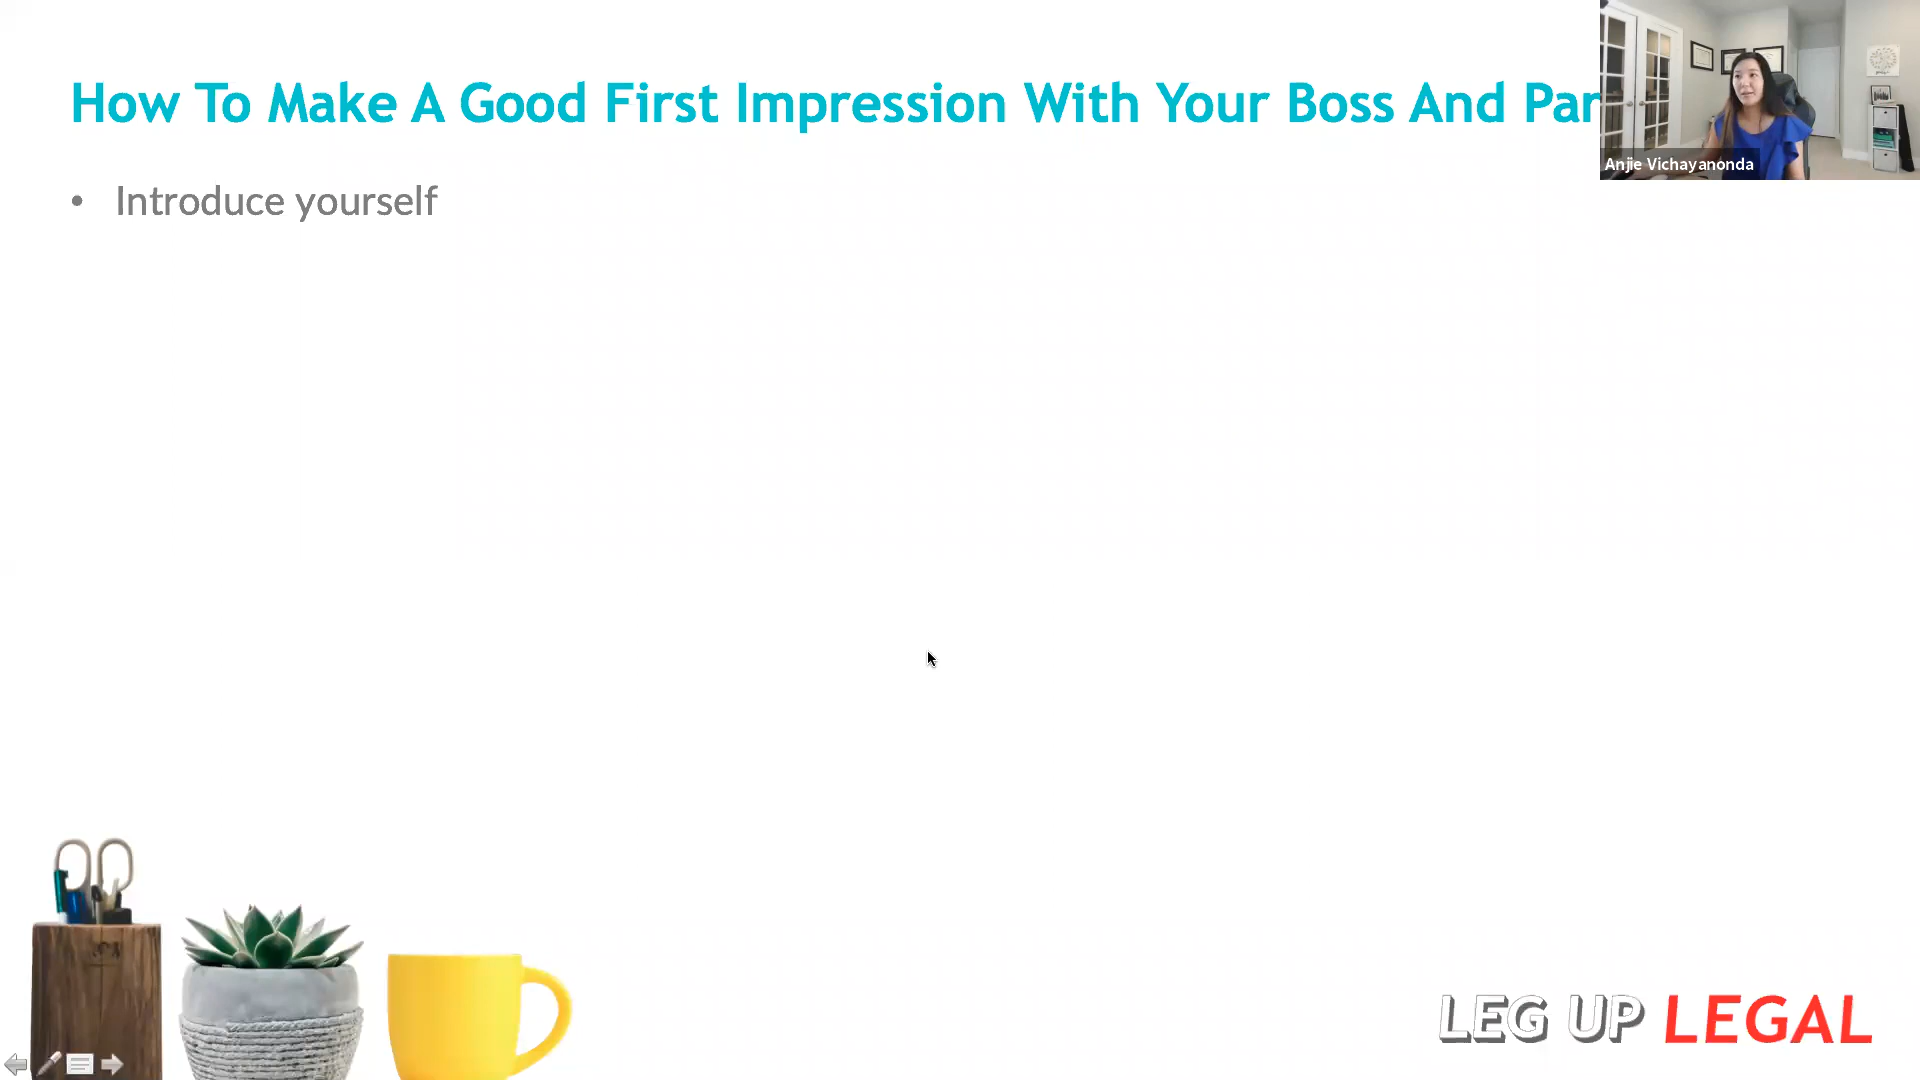 How To Make A Good First Impression With Your Boss And Par
Anjie Vichayanonda
• Introduce yourself
LEG UP LEGAL